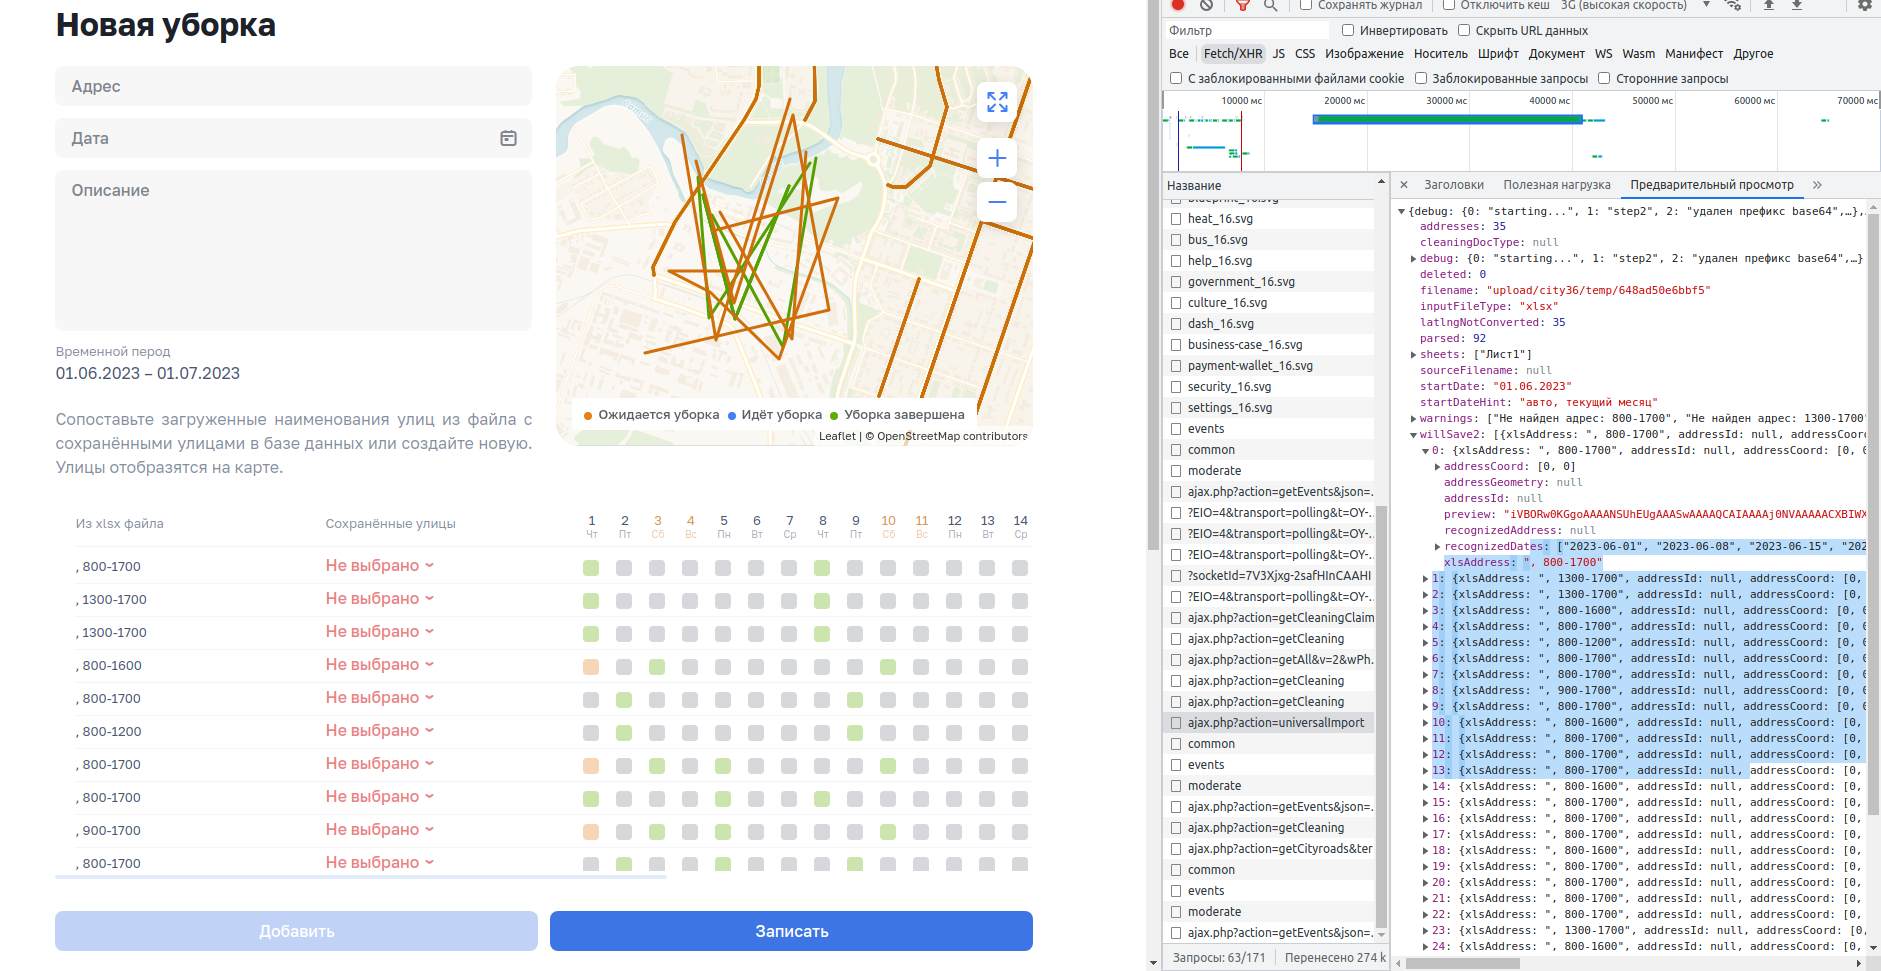 Новая уборка
Адрес
Дата
Описание
Временной перод
01.06.2023 – 01.07.2023
Сопоставьте загруженные наименования улиц из файла с
сохранёнными улицами в базе данных или создайте новую.
Улицы отобразятся на карте.
Ожидается уборка
Идёт уборка
Уборка завершена
Leaflet | © OpenStreetMap contributors
Из xlsx файла
Сохранённые улицы
1 2 3 4 5 6 7 8 9 10 11 12 13 14
Чт Пт Сб Вс Пн Вт Ср Чт Пт Сб Вс Пн Вт Ср
, 800-1700 Не выбрано
, 1300-1700 Не выбрано
, 1300-1700 Не выбрано
, 800-1600 Не выбрано
, 800-1700 Не выбрано
, 800-1200 Не выбрано
, 800-1700 Не выбрано
, 800-1700 Не выбрано
, 900-1700 Не выбрано
, 800-1700 Не выбрано
Добавить
Записать
Сохранять журнал
Отключить кеш
3G (высокая скорость)
Фильтр
Инвертировать
Скрыть URL данных
Все Fetch/XHR JS CSS Изображение Носитель Шрифт Документ WS Wasm Манифест Другое
С заблокированными файлами cookie
Заблокированные запросы
Сторонние запросы
10000 мс 20000 мс 30000 мс 40000 мс 50000 мс 60000 мс 70000 мс
Название
heat_16.svg
bus_16.svg
help_16.svg
government_16.svg
culture_16.svg
dash_16.svg
business-case_16.svg
payment-wallet_16.svg
security_16.svg
settings_16.svg
events
common
moderate
ajax.php?action=getEvents&json=…
?EIO=4&transport=polling&t=OY-…
?EIO=4&transport=polling&t=OY-…
?EIO=4&transport=polling&t=OY-…
?socketId=7V3Xjxg-2safHInCAAHI
?EIO=4&transport=polling&t=OY-…
ajax.php?action=getCleaningClaim
ajax.php?action=getCleaning
ajax.php?action=getAll&v=2&wPh…
ajax.php?action=getCleaning
ajax.php?action=getCleaning
ajax.php?action=universalImport
common
events
moderate
ajax.php?action=getEvents&json=…
ajax.php?action=getCleaning
ajax.php?action=getCityroads&ter
common
events
moderate
ajax.php?action=getEvents&json=…
Запросы: 63/171
Перенесено 274 k
Заголовки Полезная нагрузка Предварительный просмотр
{debug: {0: "starting...", 1: "step2", 2: "удален префикс base64",…},
addresses: 35
cleaningDocType: null
debug: {0: "starting...", 1: "step2", 2: "удален префикс base64",…}
deleted: 0
filename: "upload/city36/temp/648ad50e6bbf5"
inputFileType: "xlsx"
latlngNotConverted: 35
parsed: 92
sheets: ["Лист1"]
sourceFilename: null
startDate: "01.06.2023"
startDateHint: "авто, текущий месяц"
warnings: ["Не найден адрес: 800-1700", "Не найден адрес: 1300-1700"
willSave2: [{xlsAddress: ", 800-1700", addressId: null, addressCoord
0: {xlsAddress: ", 800-1700", addressId: null, addressCoord: [0, 0
addressCoord: [0, 0]
addressGeometry: null
addressId: null
preview: "iVBORw0KGgoAAAANSUhEUgAAASwAAAAQCAIAAAAj0NVAAAAACXBIWX
recognizedAddress: null
recognizedDates: ["2023-06-01", "2023-06-08", "2023-06-15", "202
xlsAddress: ", 800-1700"
1: {xlsAddress: ", 1300-1700", addressId: null, addressCoord: [0,
2: {xlsAddress: ", 1300-1700", addressId: null, addressCoord: [0,
3: {xlsAddress: ", 800-1600", addressId: null, addressCoord: [0, 0
4: {xlsAddress: ", 800-1700", addressId: null, addressCoord: [0, 0
5: {xlsAddress: ", 800-1200", addressId: null, addressCoord: [0, 0
6: {xlsAddress: ", 800-1700", addressId: null, addressCoord: [0, 0
7: {xlsAddress: ", 800-1700", addressId: null, addressCoord: [0, 0
8: {xlsAddress: ", 900-1700", addressId: null, addressCoord: [0, 0
9: {xlsAddress: ", 800-1700", addressId: null, addressCoord: [0, 0
10: {xlsAddress: ", 800-1600", addressId: null, addressCoord: [0,
11: {xlsAddress: ", 800-1700", addressId: null, addressCoord: [0,
12: {xlsAddress: ", 800-1700", addressId: null, addressCoord: [0,
13: {xlsAddress: ", 800-1700", addressId: null, addressCoord: [0,
14: {xlsAddress: ", 800-1600", addressId: null, addressCoord: [0,
15: {xlsAddress: ", 800-1700", addressId: null, addressCoord: [0,
16: {xlsAddress: ", 800-1700", addressId: null, addressCoord: [0,
17: {xlsAddress: ", 800-1700", addressId: null, addressCoord: [0,
18: {xlsAddress: ", 800-1600", addressId: null, addressCoord: [0,
19: {xlsAddress: ", 800-1700", addressId: null, addressCoord: [0,
20: {xlsAddress: ", 800-1700", addressId: null, addressCoord: [0,
21: {xlsAddress: ", 800-1700", addressId: null, addressCoord: [0,
22: {xlsAddress: ", 800-1700", addressId: null, addressCoord: [0,
23: {xlsAddress: ", 1300-1700", addressId: null, addressCoord: [0,
24: {xlsAddress: ", 800-1600", addressId: null, addressCoord: [0,